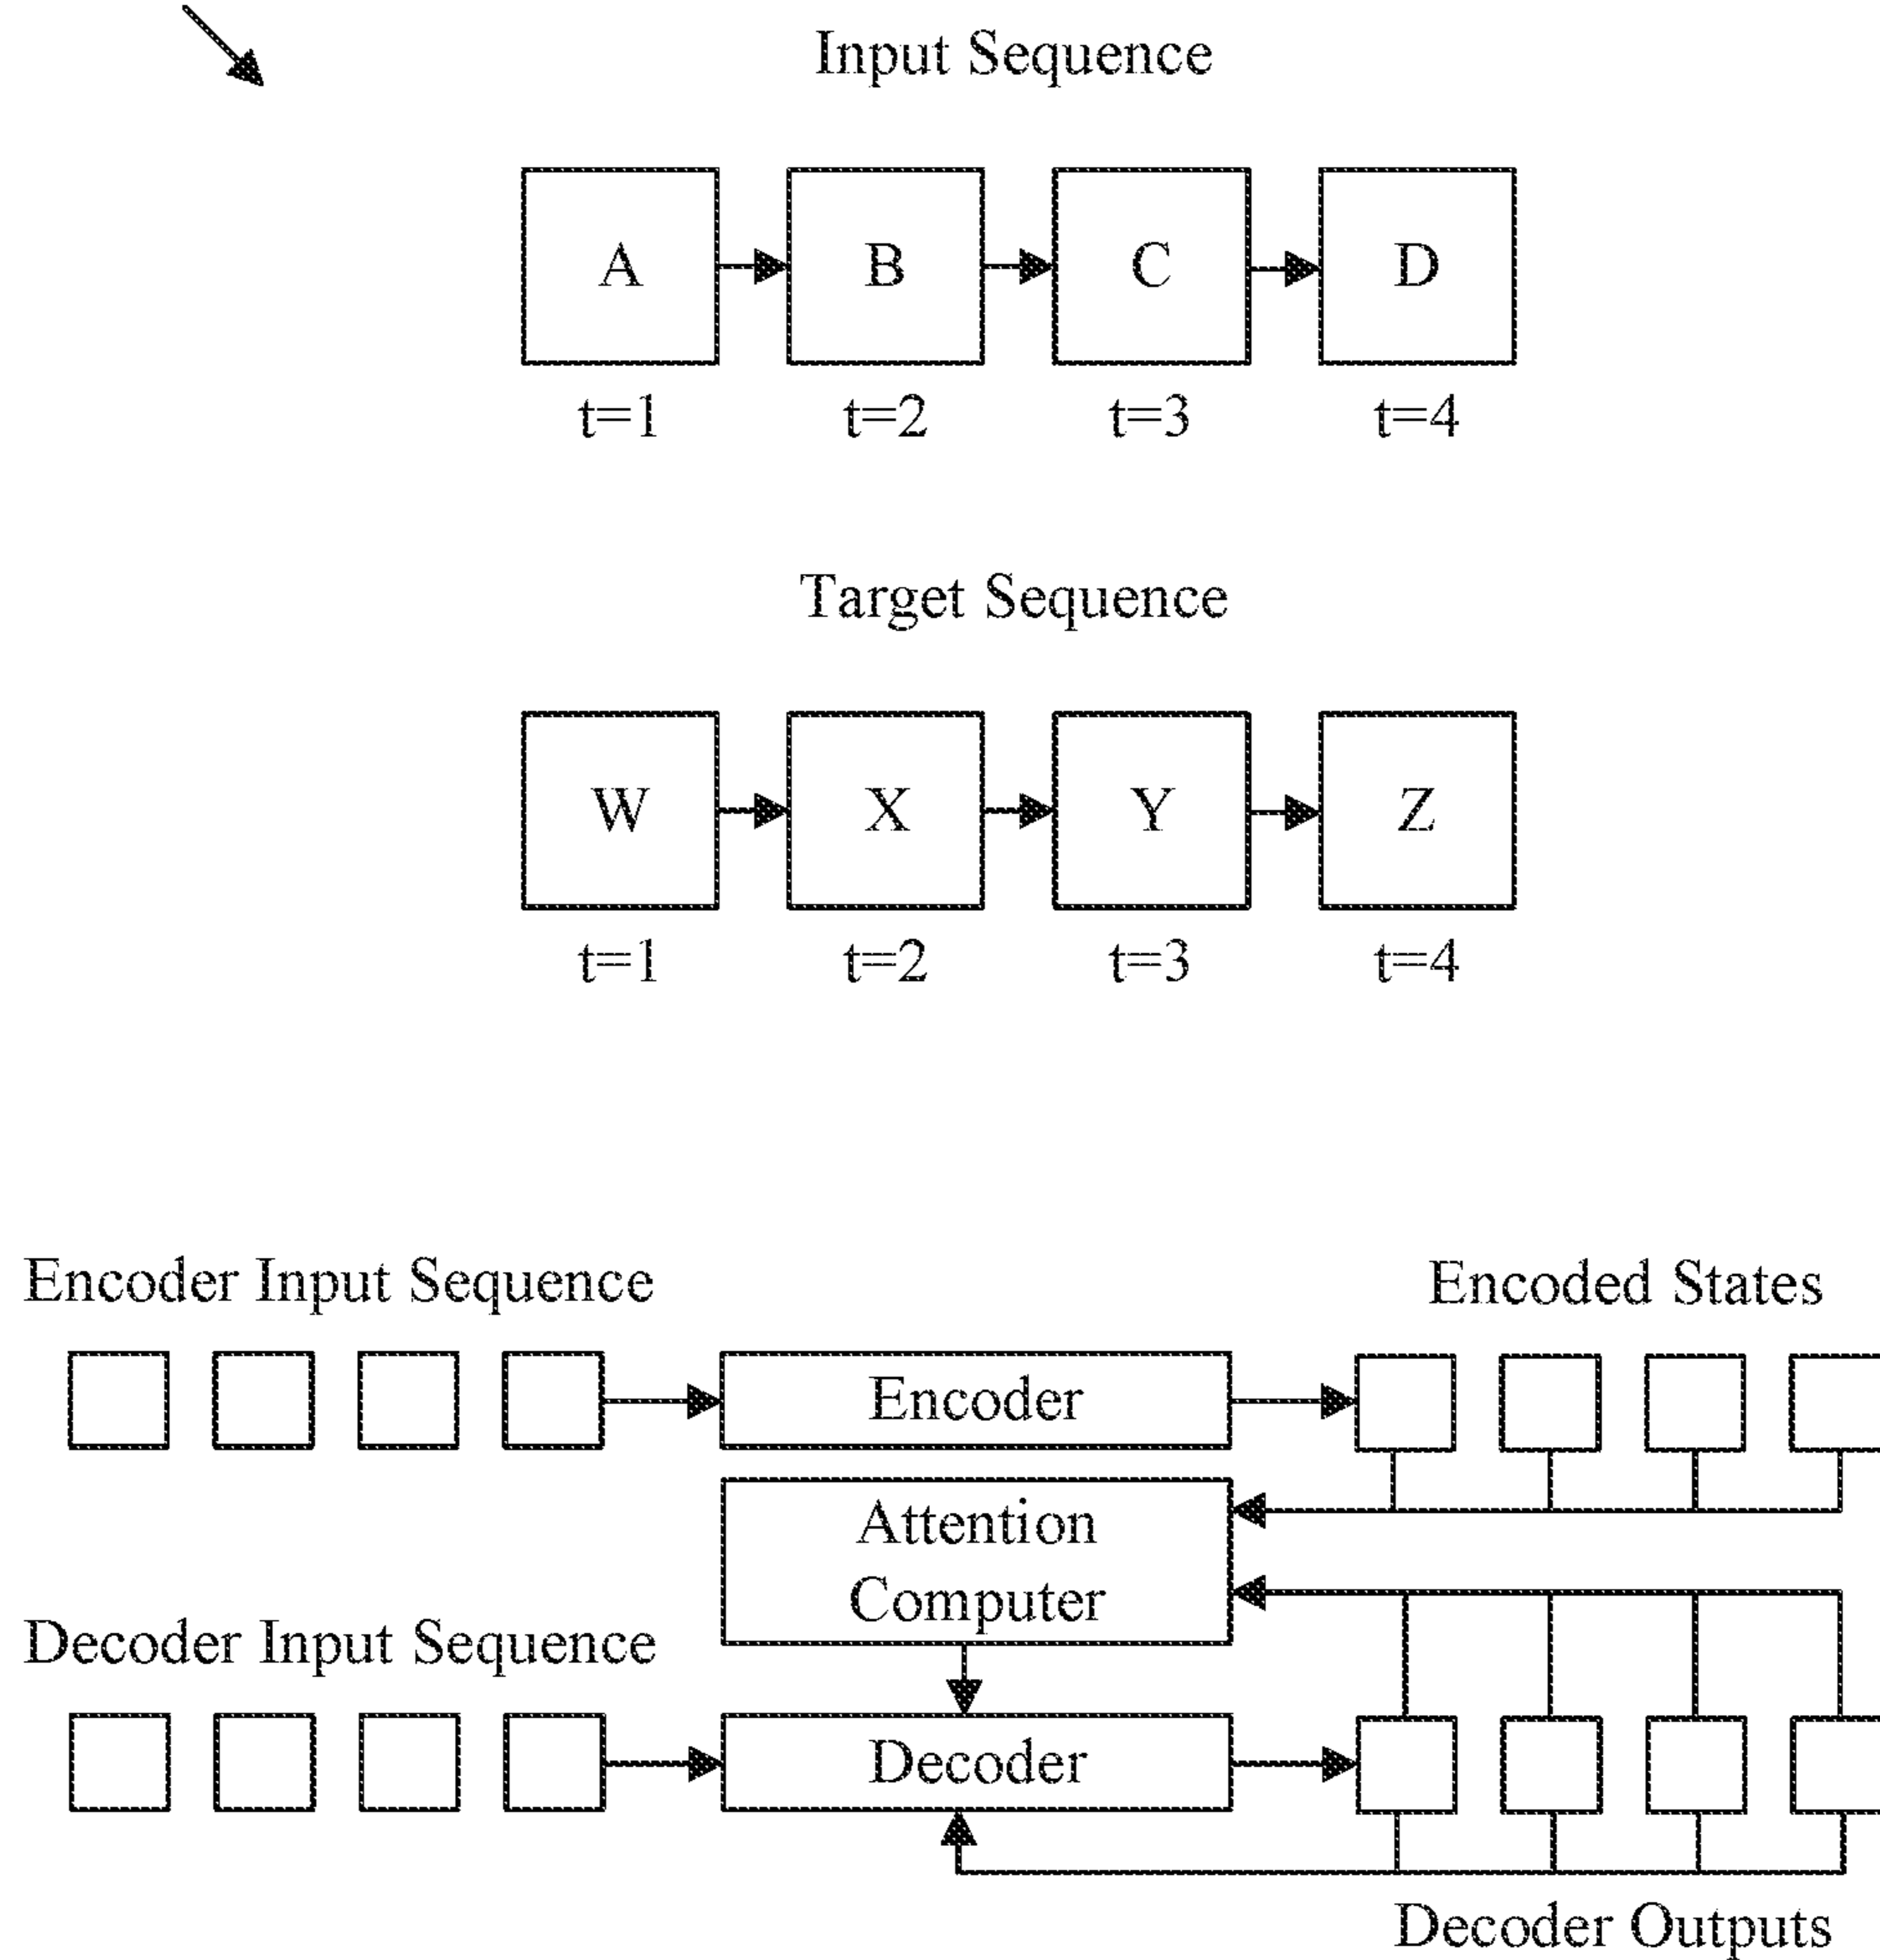 Input Sequence
A B C D
t=1 t=2 t=3 t=4
Target Sequence
W X Y Z
t=1 t=2 t=3 t=4
Encoder Input Sequence
Encoded States
Encoder
Attention
Computer
Decoder Input Sequence
Decoder
Decoder Outputs